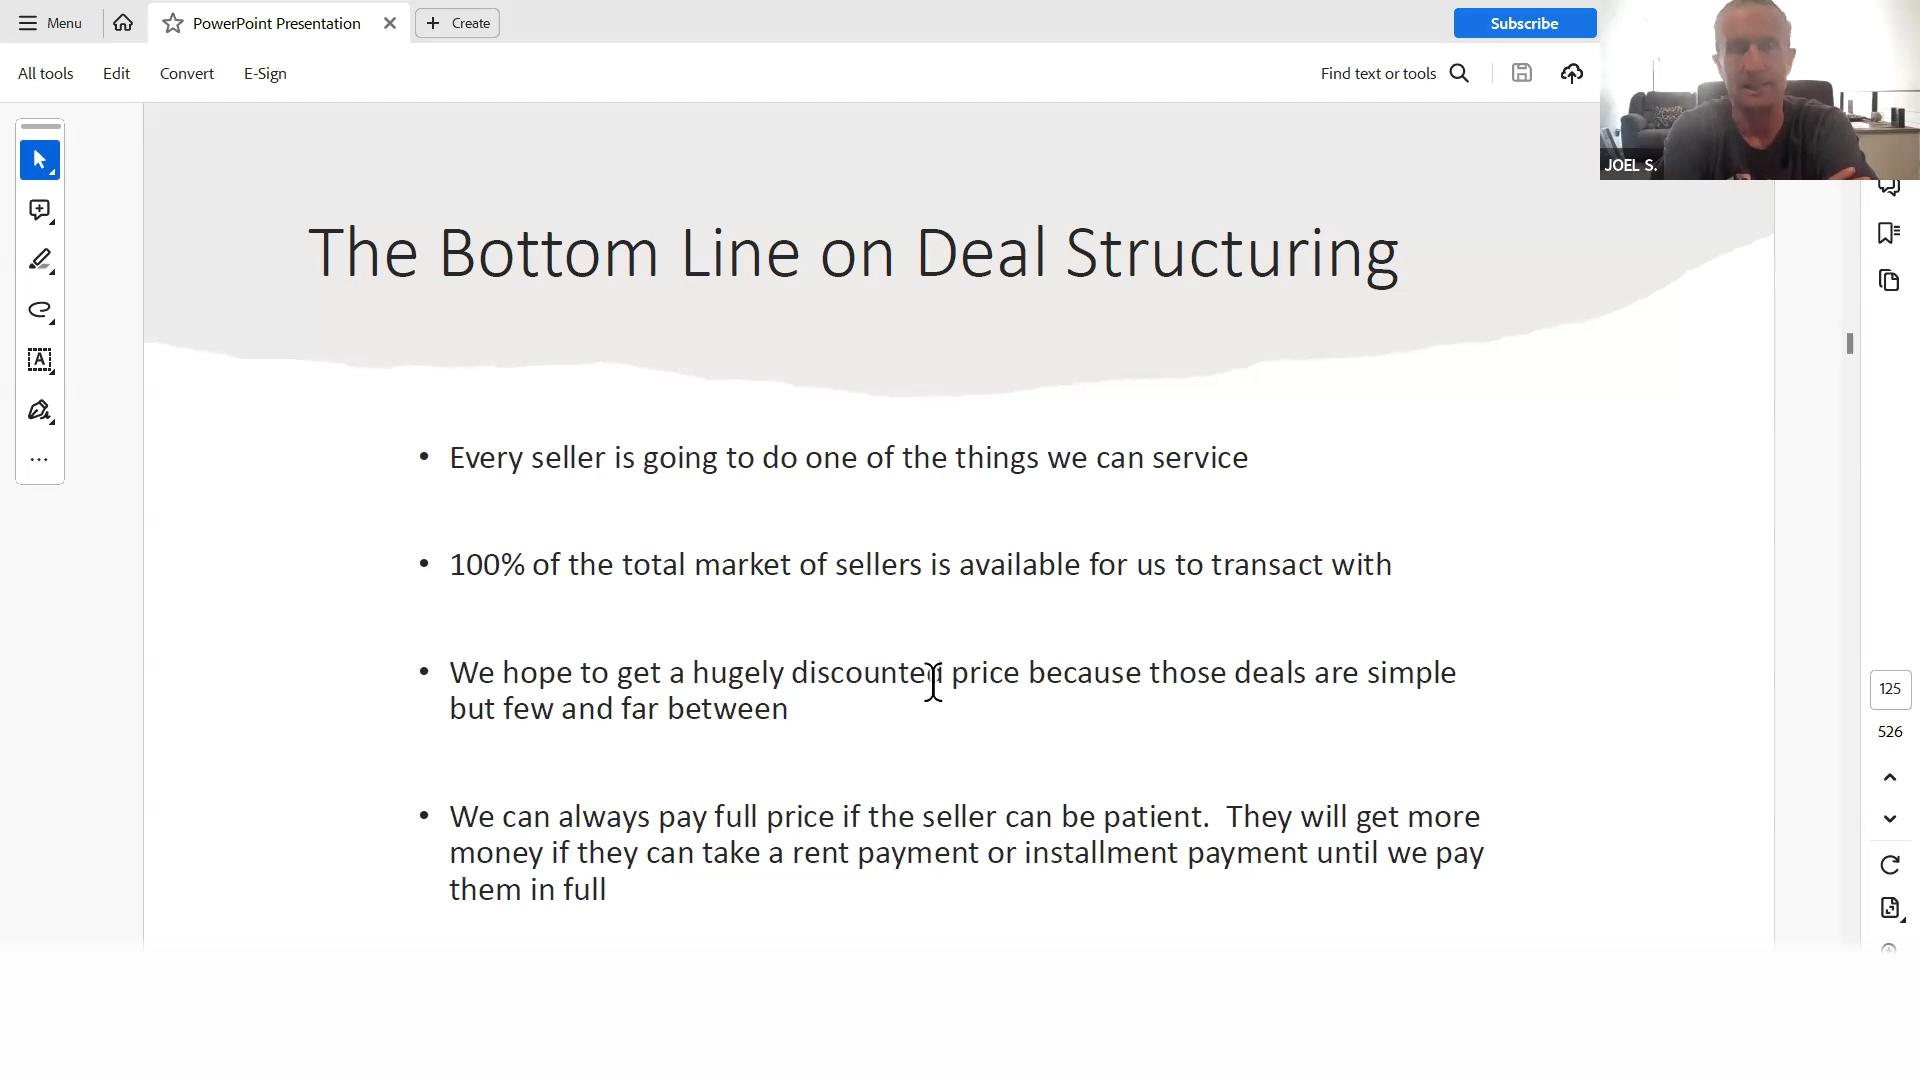 Menu
PowerPoint Presentation
Create
Subscribe
All tools
Edit
Convert
E-Sign
Find text or tools
JOEL S.
The Bottom Line on Deal Structuring
• Every seller is going to do one of the things we can service
• 100% of the total market of sellers is available for us to transact with
• We hope to get a hugely discounted price because those deals are simple
but few and far between
• We can always pay full price if the seller can be patient. They will get more
money if they can take a rent payment or installment payment until we pay
them in full
125
526